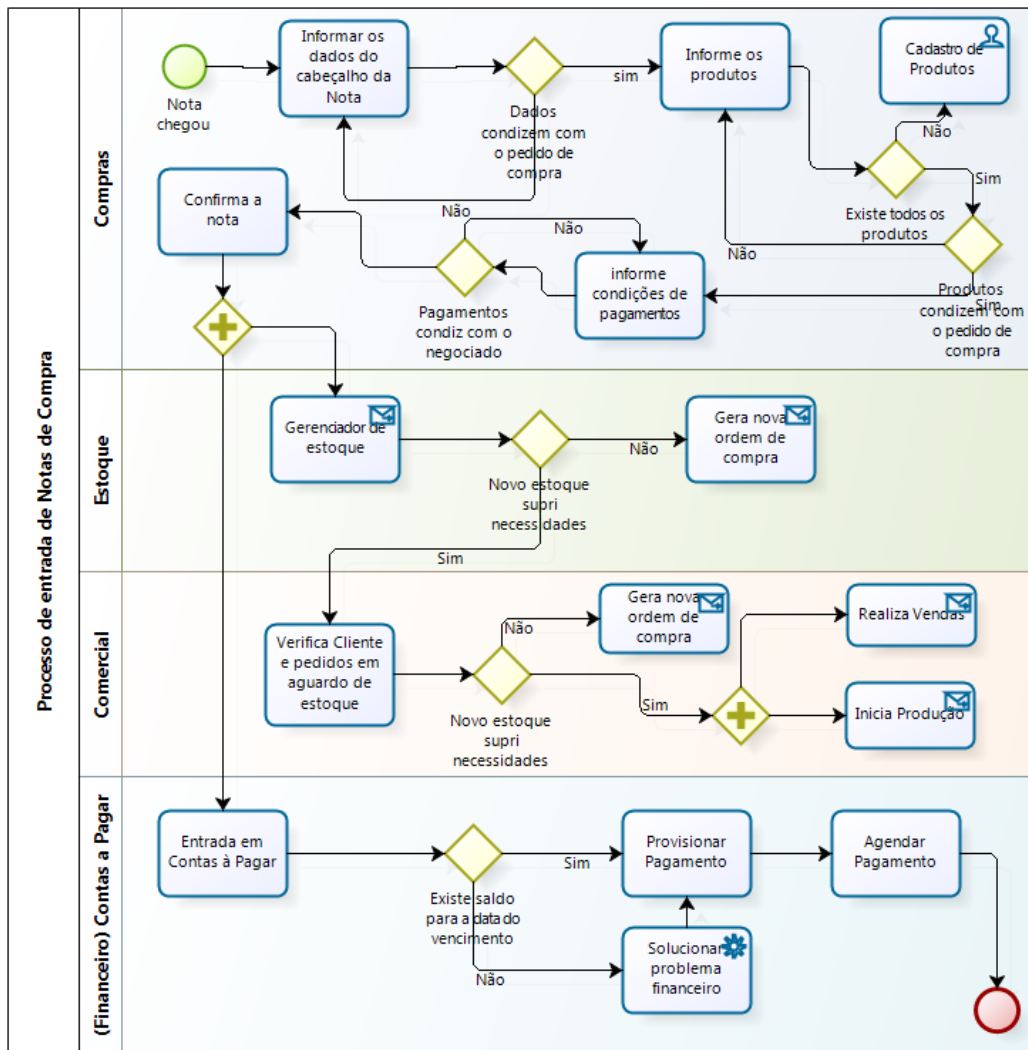 Processo de entrada de Notas de Compra
Compras
Nota
chegou
Informar os
dados do
cabeçalho da
Nota
Dados
condizem com
o pedido de
compra
sim
Não
Informe os
produtos
Cadastro de
Produtos
Não
Existe todos os
produtos
Sim
Não
Produtos
condizem com
o pedido de
compra
Sim
informe
condições de
pagamentos
Não
Pagamentos
condiz com o
negociado
Confirma a
nota
Estoque
Gerenciador de
estoque
Novo estoque
supri
necessidades
Não
Gera nova
ordem de
compra
Sim
Comercial
Verifica Cliente
e pedidos em
aguardo de
estoque
Novo estoque
supri
necessidades
Não
Gera nova
ordem de
compra
Sim
Realiza Vendas
Inicia Produção
(Financeiro) Contas a Pagar
Entrada em
Contas à Pagar
Existe saldo
para a data do
vencimento
Sim
Não
Provisionar
Pagamento
Solucionar
problema
financeiro
Agendar
Pagamento